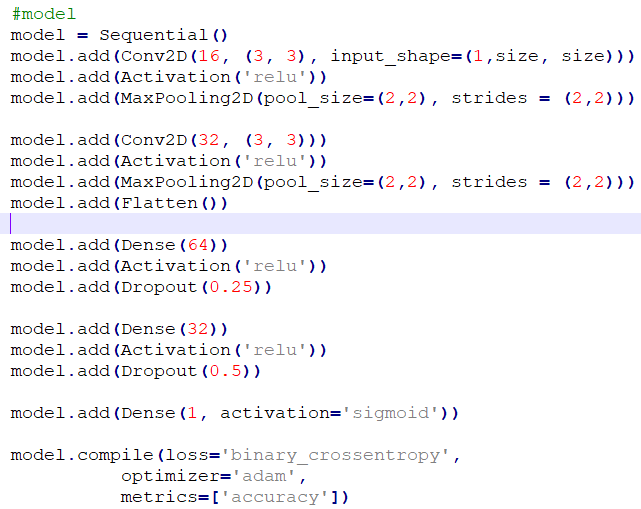 #model
model = Sequential()
model.add(Conv2D(16, (3, 3), input_shape=(1,size, size)))
model.add(Activation('relu'))
model.add(MaxPooling2D(pool_size=(2,2), strides = (2,2)))
model.add(Conv2D(32, (3, 3)))
model.add(Activation('relu'))
model.add(MaxPooling2D(pool_size=(2,2), strides = (2,2)))
model.add(Flatten())
model.add(Dense(64))
model.add(Activation('relu'))
model.add(Dropout(0.25))
model.add(Dense(32))
model.add(Activation('relu'))
model.add(Dropout(0.5))
model.add(Dense(1, activation='sigmoid'))
model.compile(loss='binary_crossentropy',
optimizer='adam',
metrics=['accuracy'])